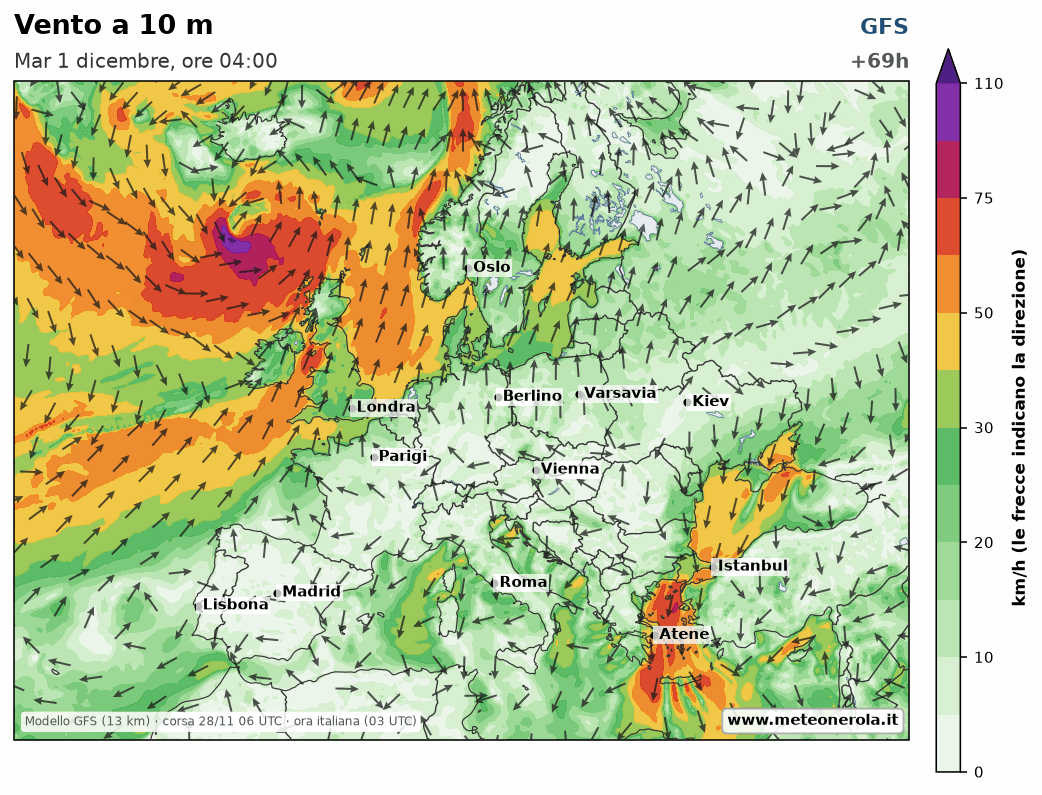 Vento a 10 m
GFS
Mar 1 dicembre, ore 04:00
+69h
110
75
50
30
20
10
0
km/h (le frecce indicano la direzione)
Oslo
Londra
Berlino
Varsavia
Kiev
Parigi
Vienna
Istanbul
Roma
Madrid
Lisbona
Atene
Modello GFS (13 km) · corsa 28/11 06 UTC · ora italiana (03 UTC)
www.meteonerola.it